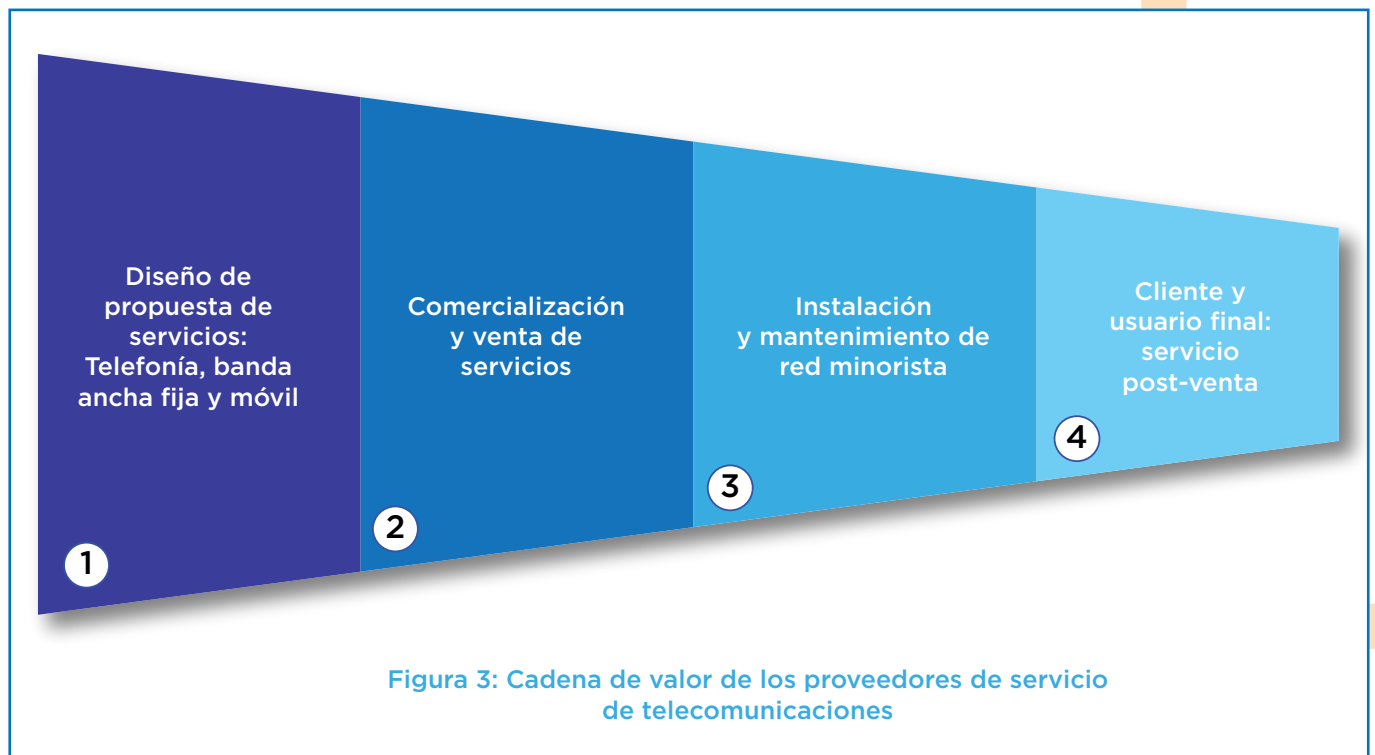 Diseño de
propuesta de
servicios:
Telefonía, banda
ancha fija y móvil
1
Comercialización
y venta de
servicios
2
Instalación
y mantenimiento de
red minorista
3
Cliente y
usuario final:
servicio
post-venta
4
Figura 3: Cadena de valor de los proveedores de servicio
de telecomunicaciones